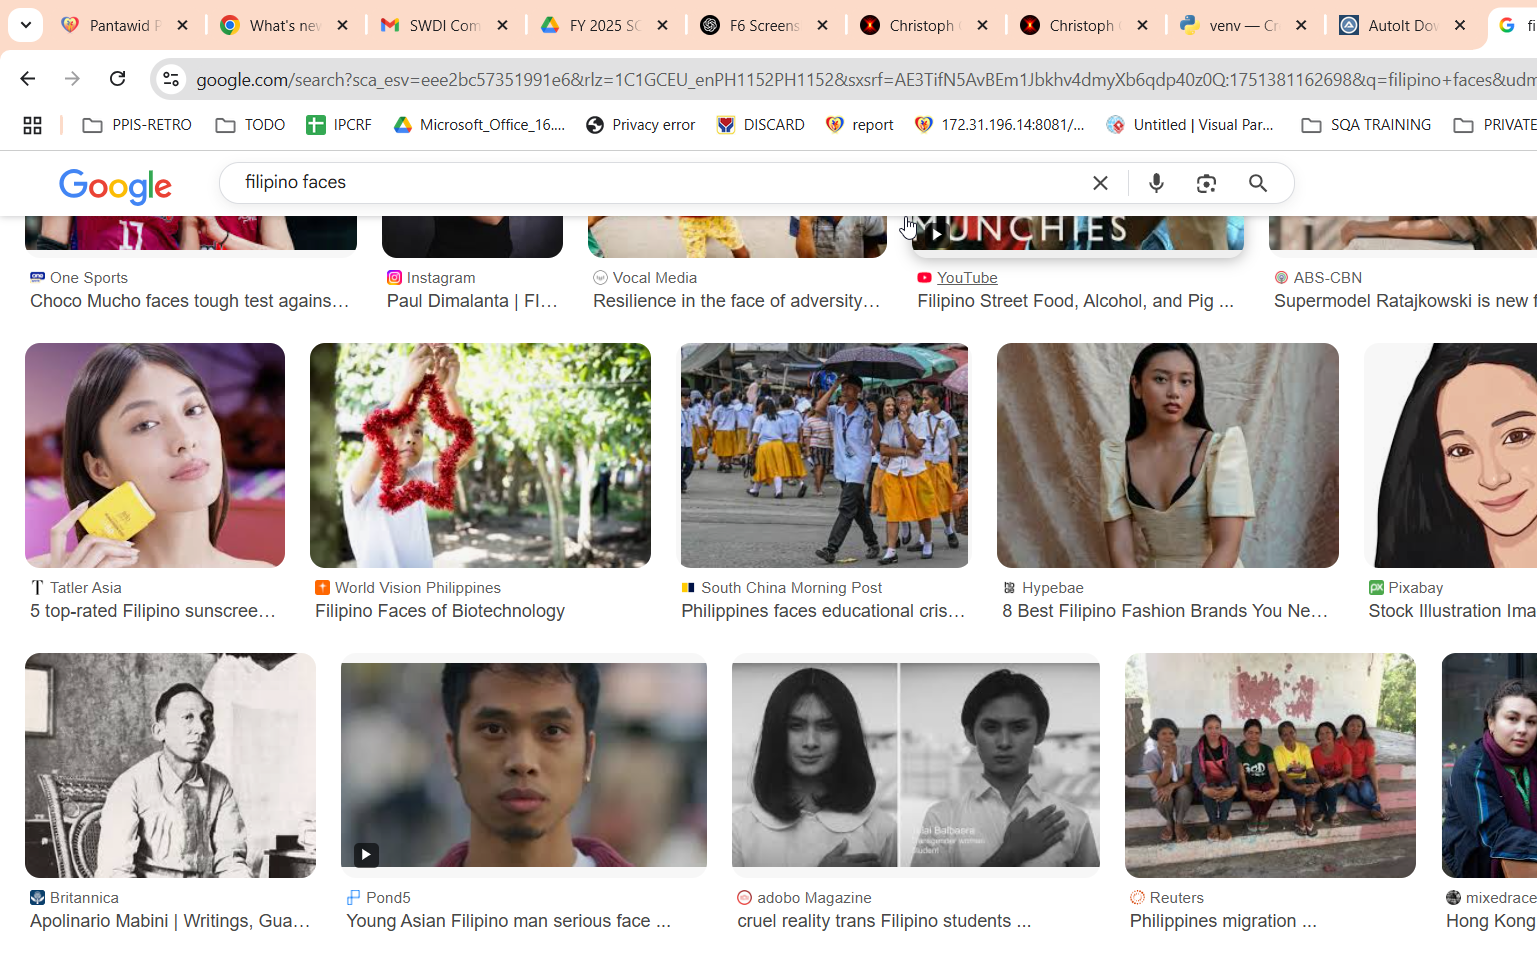 Pantawid P
What's new
SWDI Com
FY 2025 SC
F6 Screens
Christoph
Christoph
venv — Cr
AutoIt Dow
fi
google.com/search?sca_esv=eee2bc57351991e6&rlz=1C1GCEU_enPH1152PH1152&sxsrf=AE3TifN5AvBEm1Jbkhv4dmyXb6qdp40z0Q:1751381162698&q=filipino+faces&udm
PPIS-RETRO
TODO
IPCRF
Microsoft_Office_16....
Privacy error
DISCARD
report
172.31.196.14:8081/...
Untitled | Visual Par...
SQA TRAINING
PRIVATE
Google
filipino faces
17
MUNCHIES
One Sports
Choco Mucho faces tough test agains...
Instagram
Paul Dimalanta | FI...
Vocal Media
Resilience in the face of adversity...
YouTube
Filipino Street Food, Alcohol, and Pig ...
ABS-CBN
Supermodel Ratajkowski is new f
Tatler Asia
5 top-rated Filipino sunscree...
World Vision Philippines
Filipino Faces of Biotechnology
South China Morning Post
Philippines faces educational cris...
Hypebae
8 Best Filipino Fashion Brands You Ne...
Pixabay
Stock Illustration Ima
Britannica
Apolinario Mabini | Writings, Gua...
Pond5
Young Asian Filipino man serious face ...
adobo Magazine
cruel reality trans Filipino students ...
Reuters
Philippines migration ...
mixedrace
Hong Kong